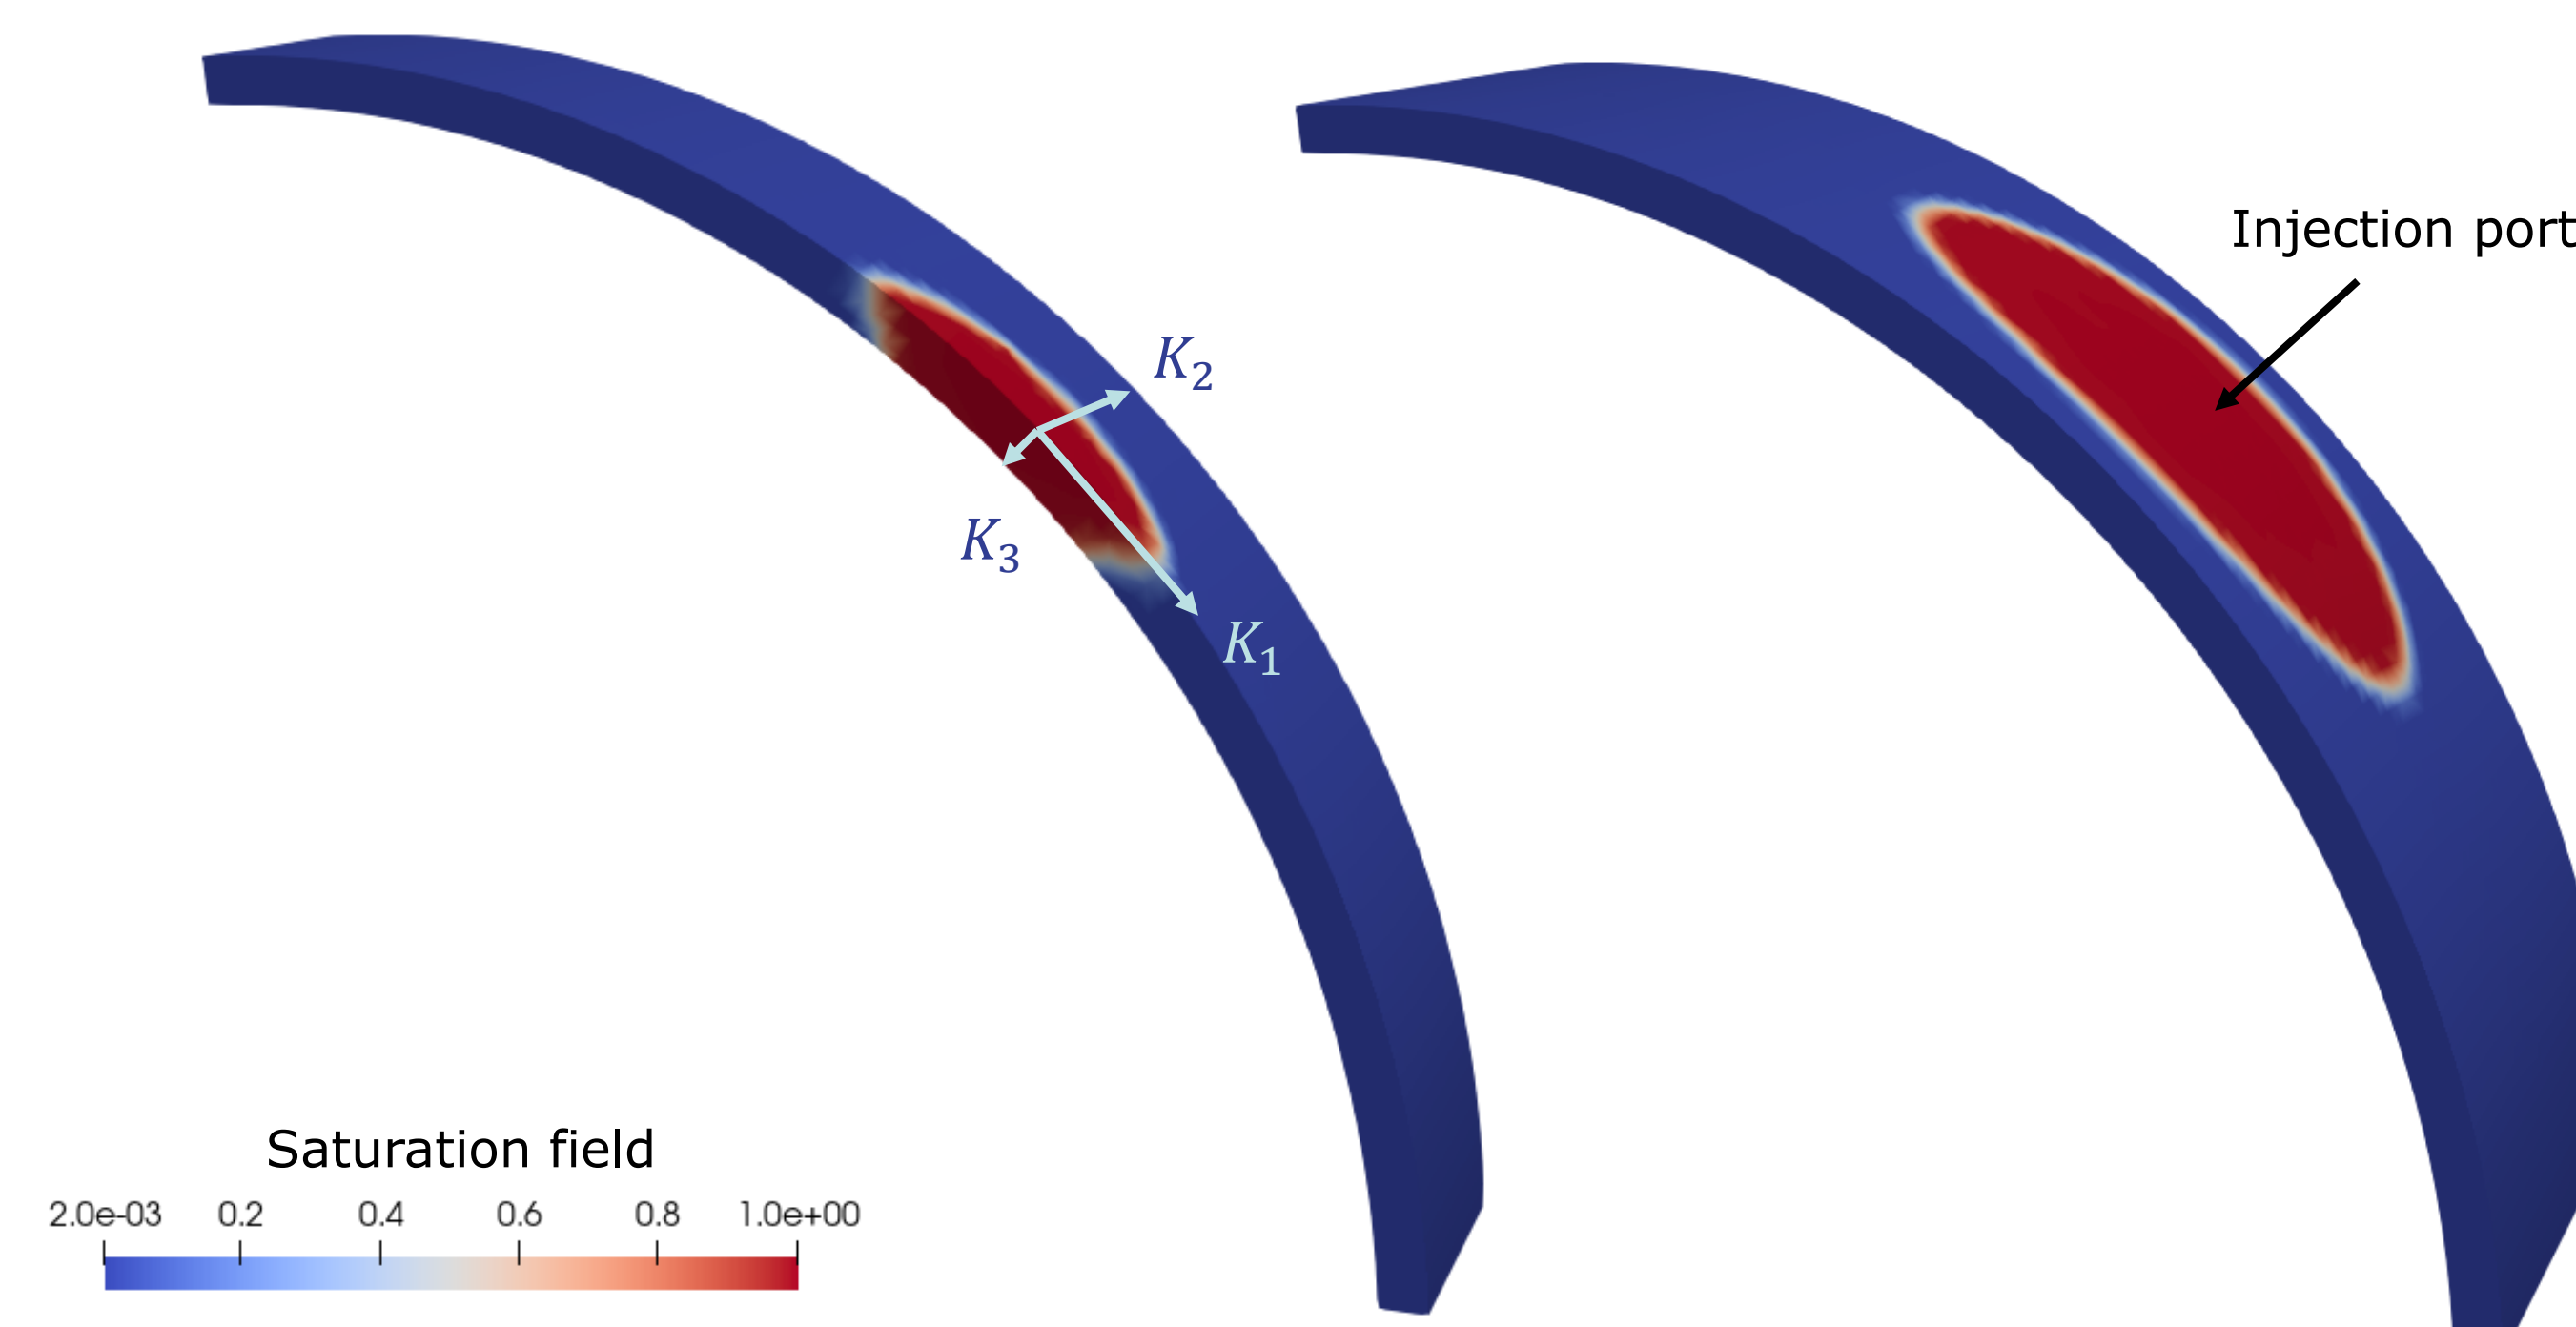 Injection port
K₂
K₃
K₁
Saturation field
2.0e-03 0.2 0.4 0.6 0.8 1.0e+00